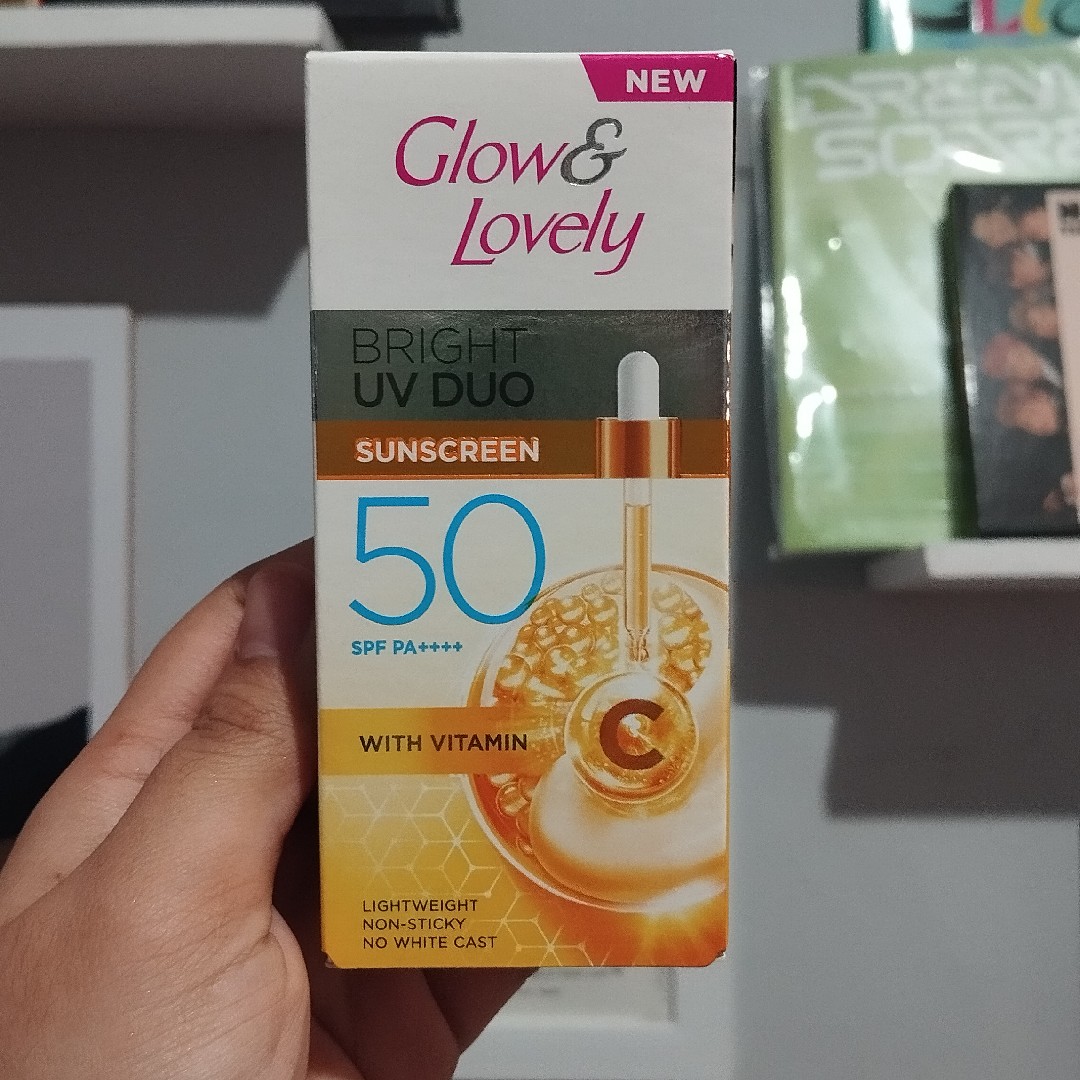 NEW
Glow&
Lovely
BRIGHT
UV DUO
SUNSCREEN
50
SPF PA++++
WITH VITAMIN C
LIGHTWEIGHT
NON-STICKY
NO WHITE CAST